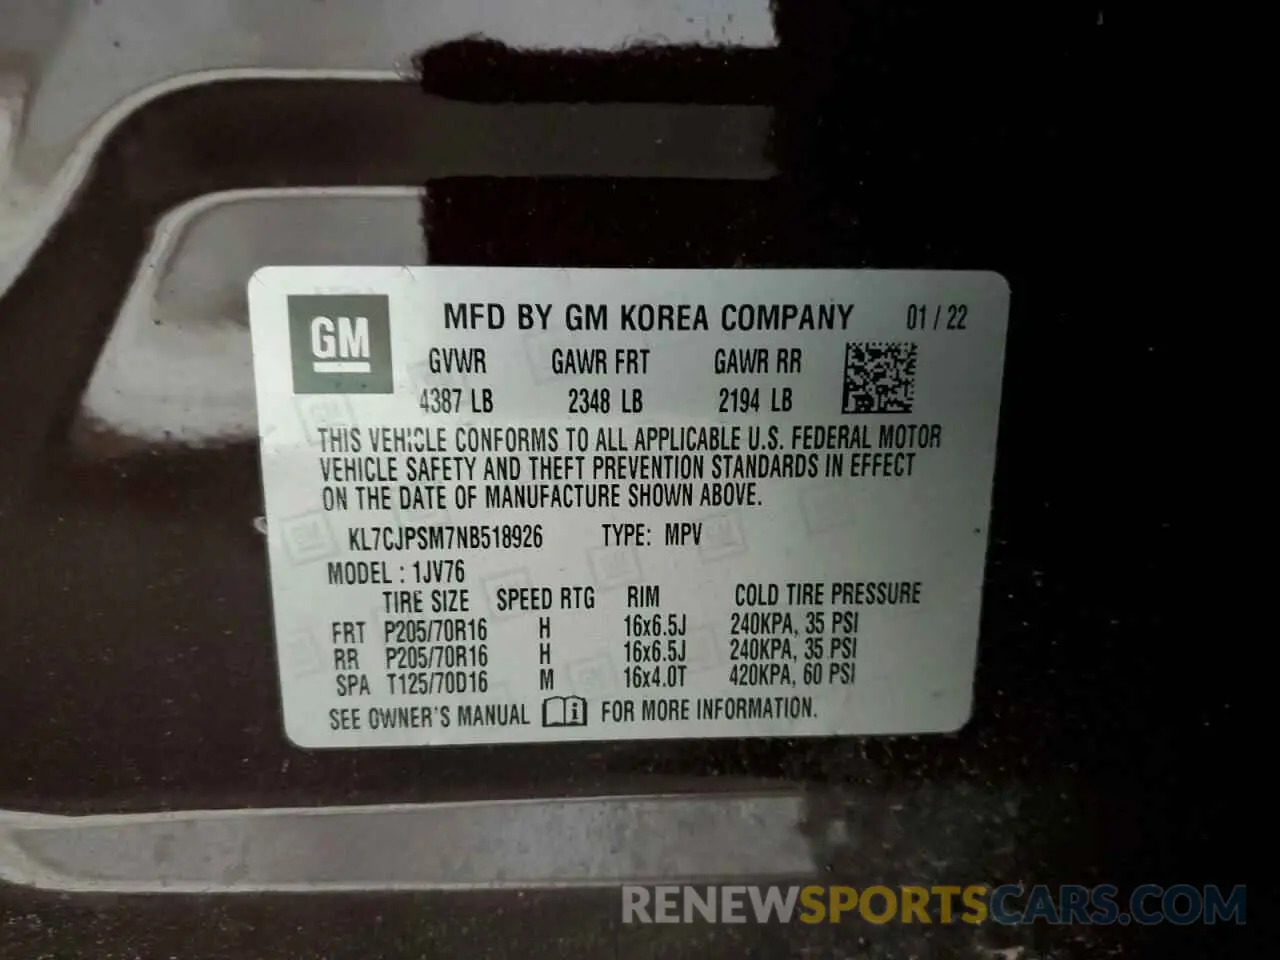 GM
MFD BY GM KOREA COMPANY 01 / 22
GVWR GAWR FRT GAWR RR
4387 LB 2348 LB 2194 LB
THIS VEHICLE CONFORMS TO ALL APPLICABLE U.S. FEDERAL MOTOR
VEHICLE SAFETY AND THEFT PREVENTION STANDARDS IN EFFECT
ON THE DATE OF MANUFACTURE SHOWN ABOVE.
KL7CJPSM7NB518926 TYPE: MPV
MODEL : 1JV76
TIRE SIZE SPEED RTG RIM COLD TIRE PRESSURE
FRT P205/70R16 H 16x6.5J 240KPA, 35 PSI
RR P205/70R16 H 16x6.5J 240KPA, 35 PSI
SPA T125/70D16 M 16x4.0T 420KPA, 60 PSI
SEE OWNER'S MANUAL FOR MORE INFORMATION.
RENEWSPORTSCARS.COM